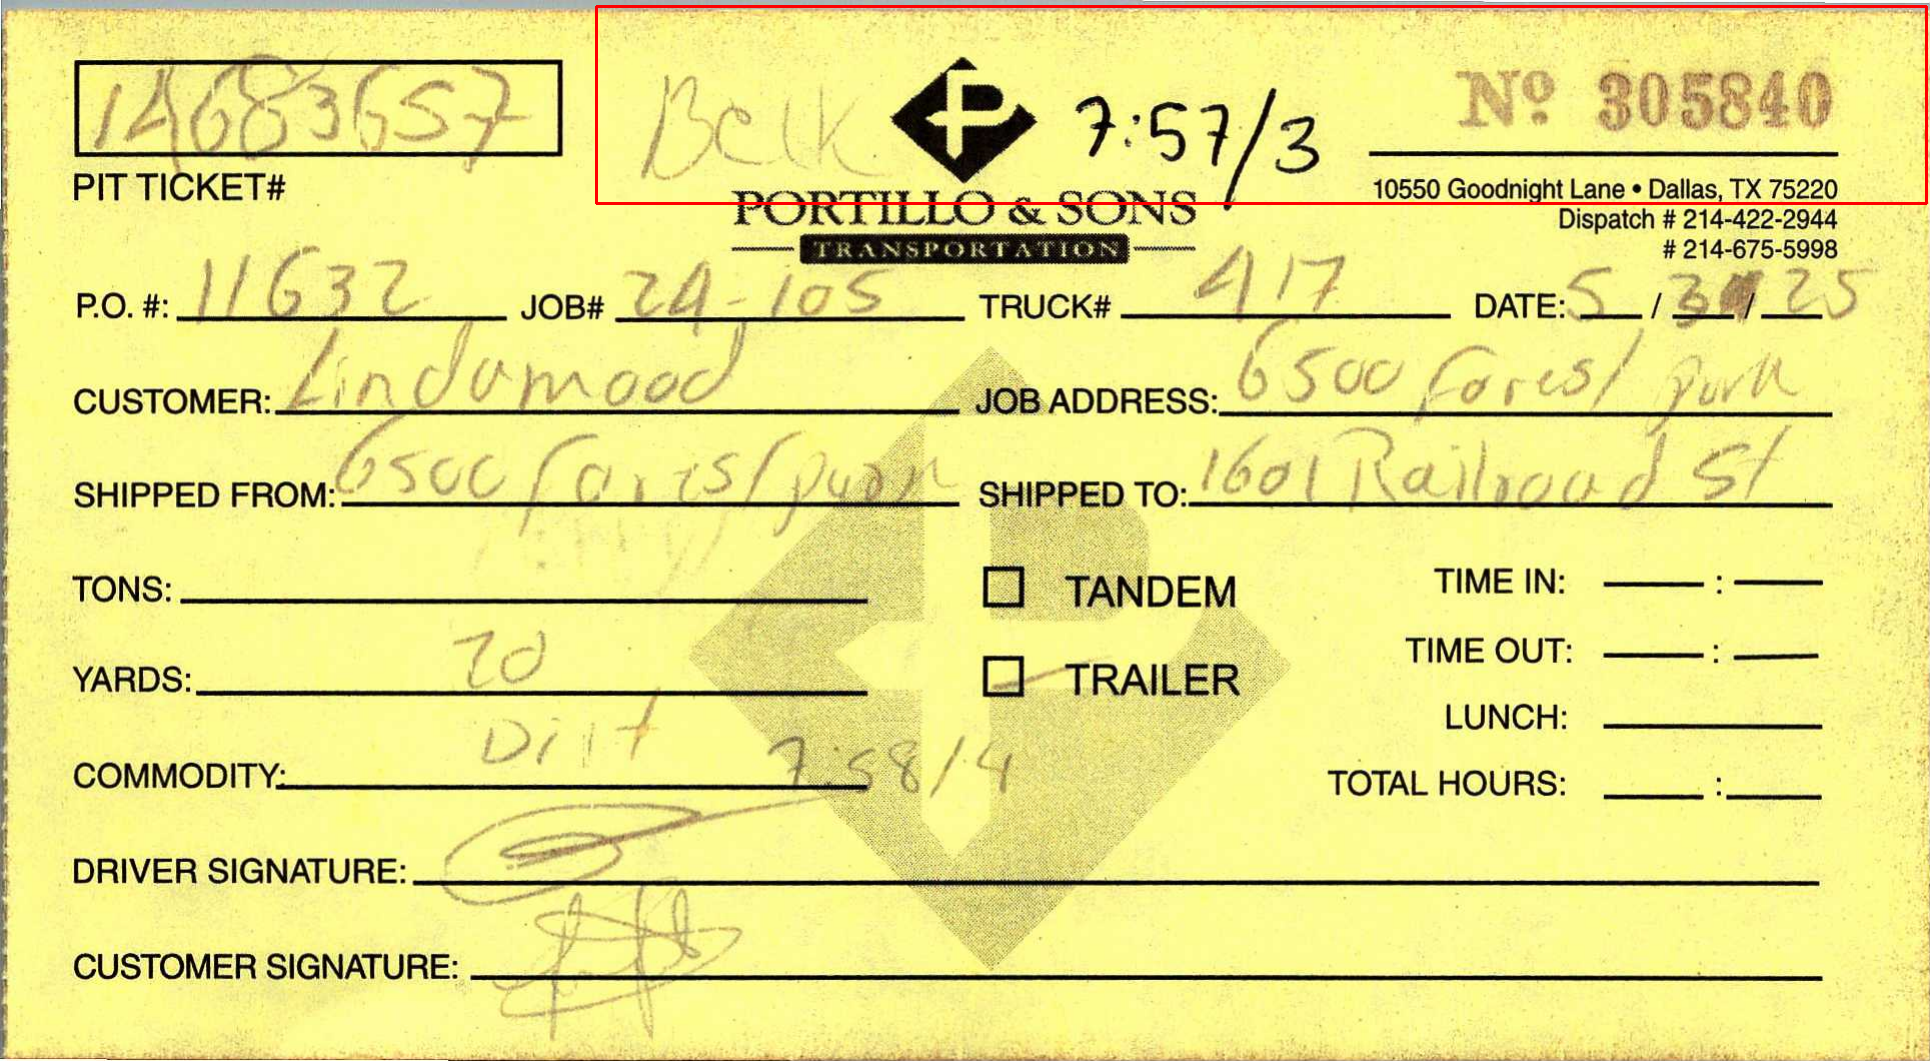 14683657
Belk 7:57/3 Nº 305840
PIT TICKET#
PORTILLO & SONS
TRANSPORTATION
10550 Goodnight Lane • Dallas, TX 75220
Dispatch # 214-422-2944
# 214-675-5998
P.O. #: 11632 JOB# 24-105 TRUCK# 417 DATE: 5 / 3 / 25
CUSTOMER: Lindamood JOB ADDRESS: 6500 forest park
SHIPPED FROM: 6500 forest park SHIPPED TO: 1601 Railroad St
TONS: TANDEM TIME IN: :
YARDS: 20 TRAILER TIME OUT: :
LUNCH:
COMMODITY: Dirt 7:58/4 TOTAL HOURS: :
DRIVER SIGNATURE:
CUSTOMER SIGNATURE: